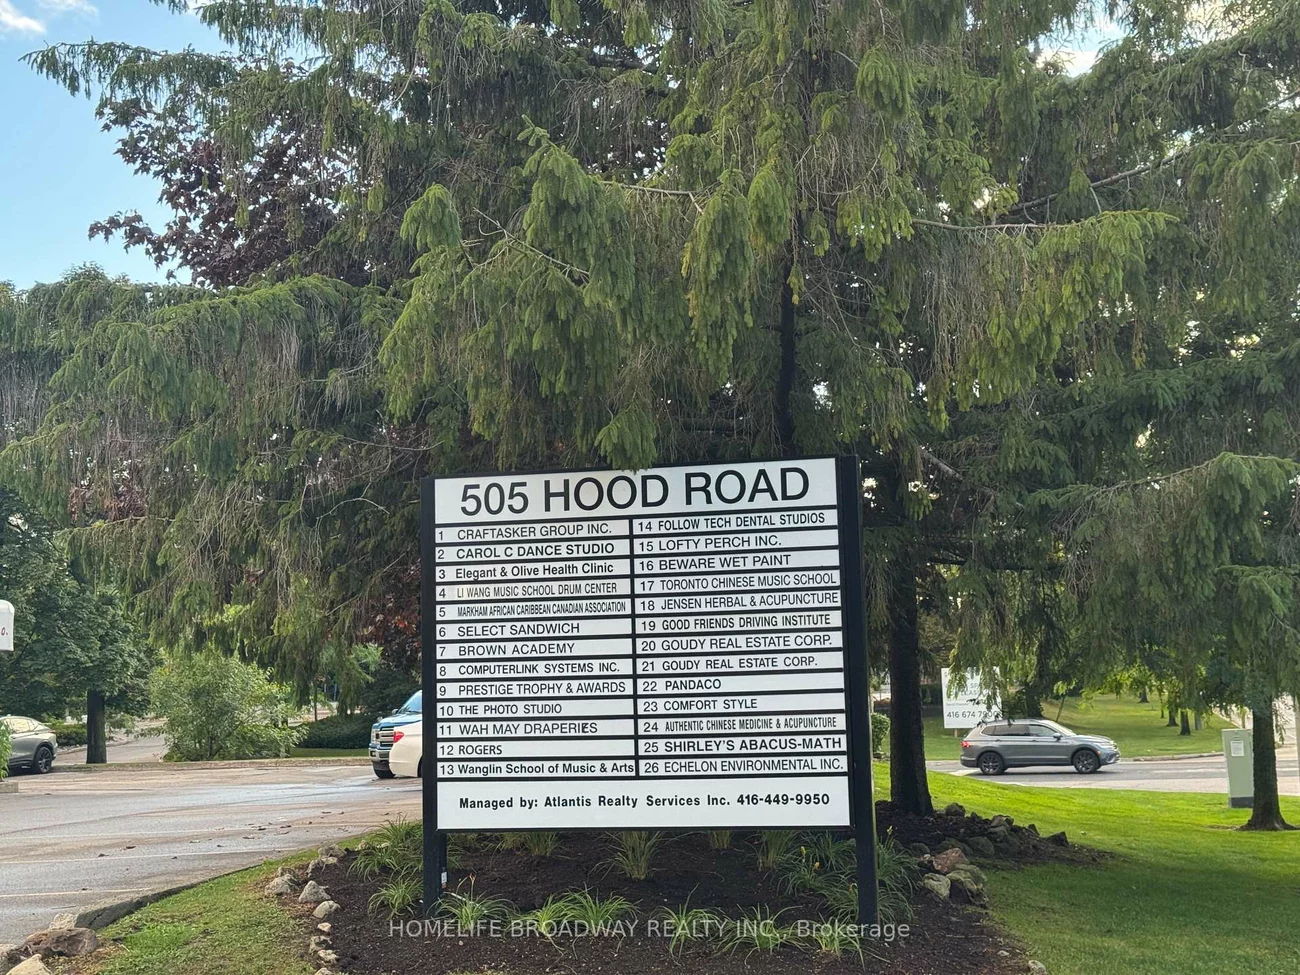 505 HOOD ROAD
1 CRAFTASKER GROUP INC.
2 CAROL C DANCE STUDIO
3 Elegant & Olive Health Clinic
4 LI WANG MUSIC SCHOOL DRUM CENTER
5 MARKHAM AFRICAN CARIBBEAN CANADIAN ASSOCIATION
6 SELECT SANDWICH
7 BROWN ACADEMY
8 COMPUTERLINK SYSTEMS INC.
9 PRESTIGE TROPHY & AWARDS
10 THE PHOTO STUDIO
11 WAH MAY DRAPERIES
12 ROGERS
13 Wanglin School of Music & Arts
14 FOLLOW TECH DENTAL STUDIOS
15 LOFTY PERCH INC.
16 BEWARE WET PAINT
17 TORONTO CHINESE MUSIC SCHOOL
18 JENSEN HERBAL & ACUPUNCTURE
19 GOOD FRIENDS DRIVING INSTITUTE
20 GOUDY REAL ESTATE CORP.
21 GOUDY REAL ESTATE CORP.
22 PANDACO
23 COMFORT STYLE
24 AUTHENTIC CHINESE MEDICINE & ACUPUNCTURE
25 SHIRLEY'S ABACUS-MATH
26 ECHELON ENVIRONMENTAL INC.
Managed by: Atlantis Realty Services Inc. 416-449-9950
416 674
HOMELIFE BROADWAY REALTY INC., Brokerage